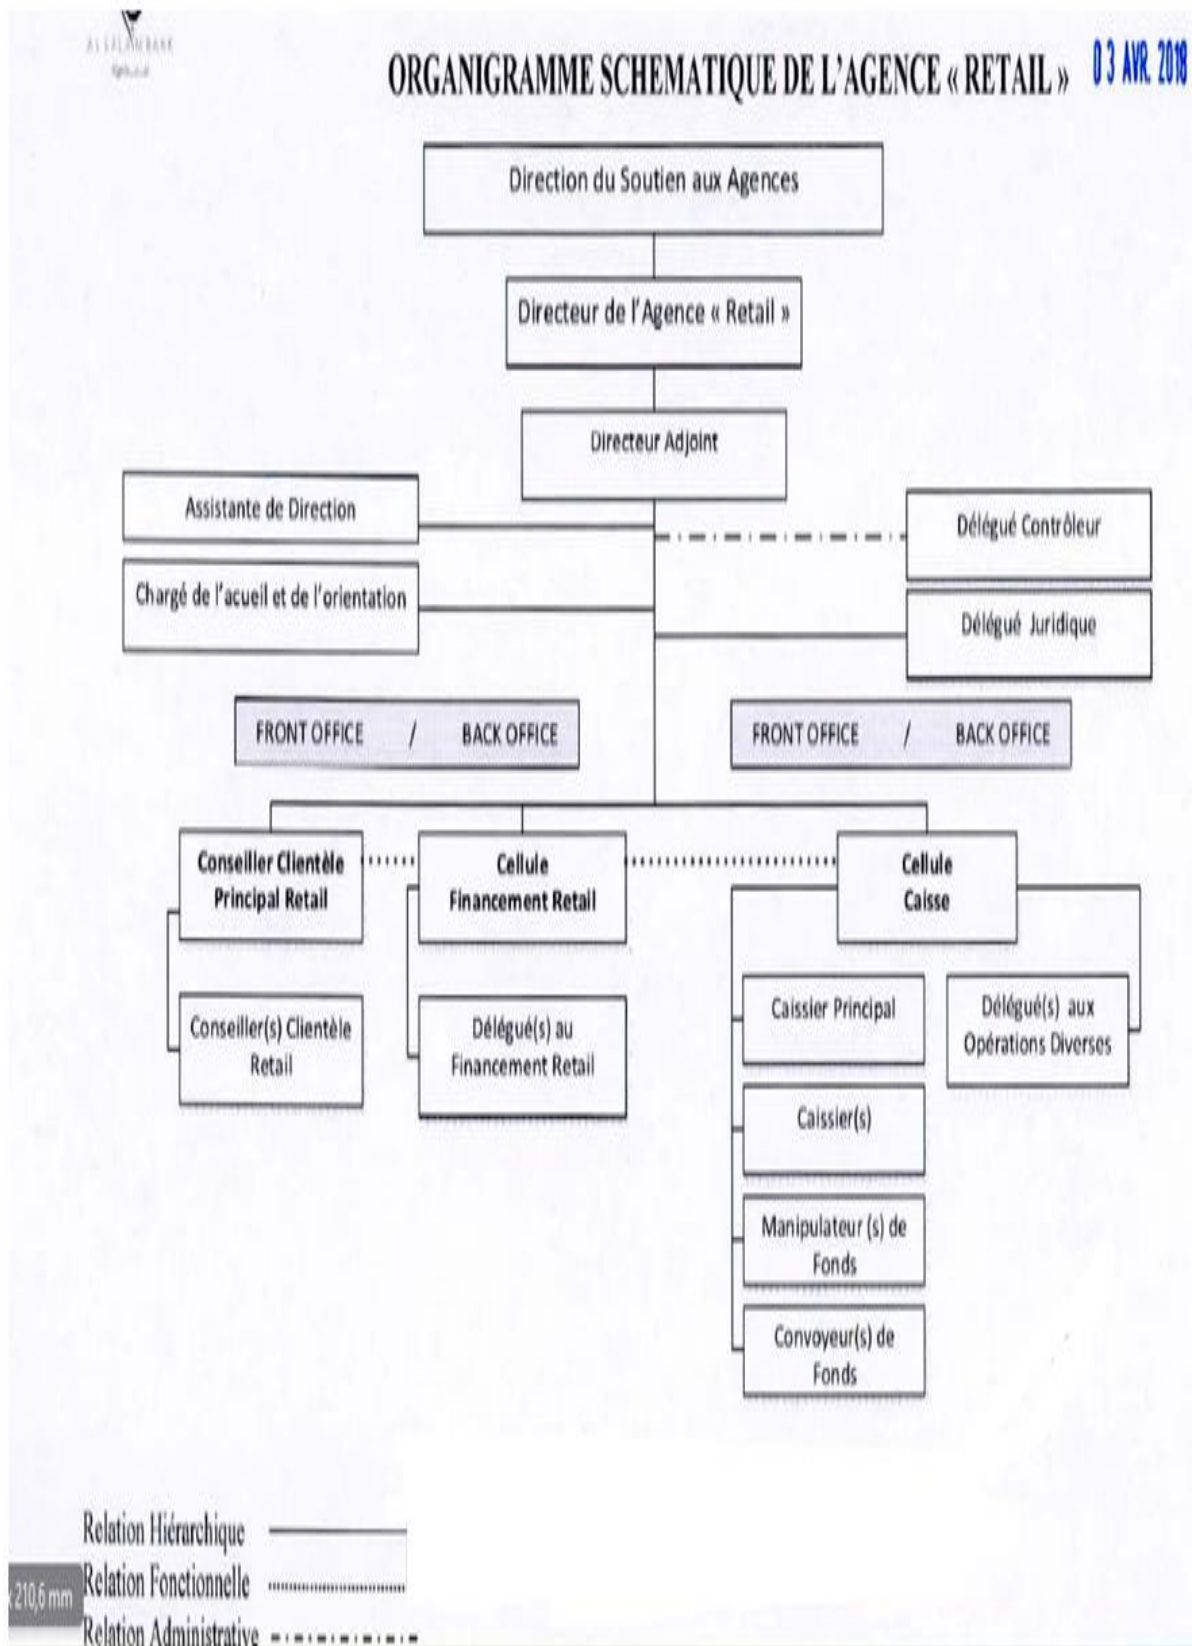 AL SALAM BANK
ORGANIGRAMME SCHEMATIQUE DE L'AGENCE « RETAIL »
03 AVR. 2018
Direction du Soutien aux Agences
Directeur de l'Agence « Retail »
Directeur Adjoint
Assistante de Direction
Délégué Contrôleur
Chargé de l'acueil et de l'orientation
Délégué Juridique
FRONT OFFICE / BACK OFFICE
FRONT OFFICE / BACK OFFICE
Conseiller Clientèle
Principal Retail
Cellule
Financement Retail
Cellule
Caisse
Conseiller(s) Clientèle
Retail
Délégué(s) au
Financement Retail
Caissier Principal
Délégué(s) aux
Opérations Diverses
Caissier(s)
Manipulateur (s) de
Fonds
Convoyeur(s) de
Fonds
Relation Hiérarchique
Relation Fonctionnelle
210,6 mm
Relation Administrative